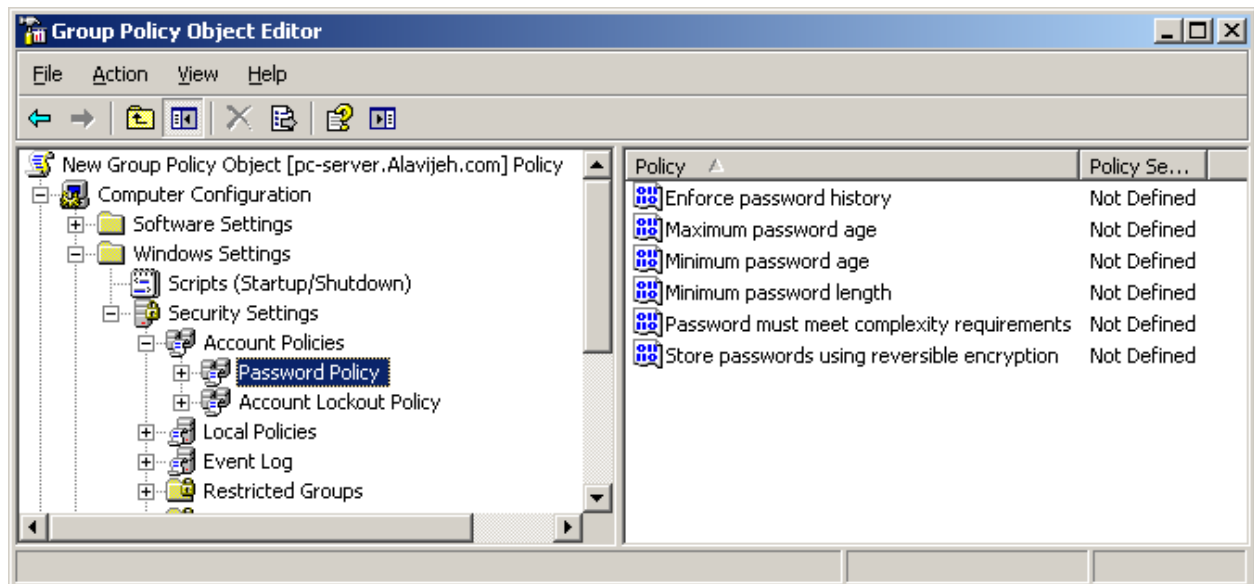 Group Policy Object Editor
File Action View Help
New Group Policy Object [pc-server.Alavijeh.com] Policy
Computer Configuration
Software Settings
Windows Settings
Scripts (Startup/Shutdown)
Security Settings
Account Policies
Password Policy
Account Lockout Policy
Local Policies
Event Log
Restricted Groups
Policy Policy Se...
Enforce password history Not Defined
Maximum password age Not Defined
Minimum password age Not Defined
Minimum password length Not Defined
Password must meet complexity requirements Not Defined
Store passwords using reversible encryption Not Defined